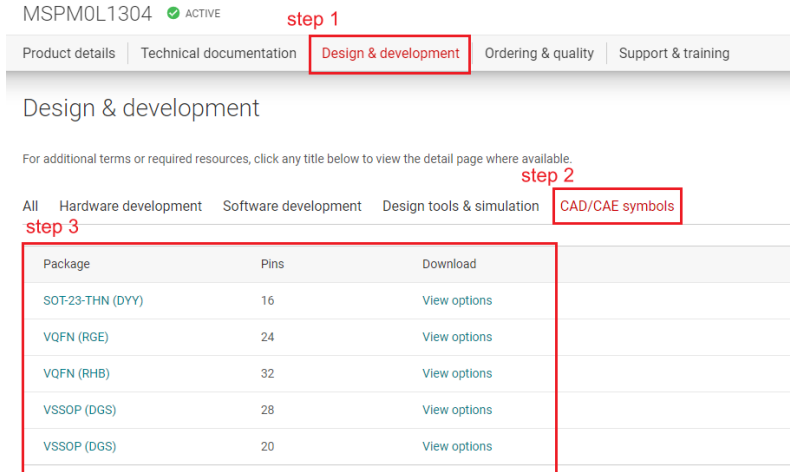 MSPM0L1304 ACTIVE
step 1
Product details Technical documentation Design & development Ordering & quality Support & training
Design & development
For additional terms or required resources, click any title below to view the detail page where available.
step 2
All Hardware development Software development Design tools & simulation CAD/CAE symbols
step 3
Package Pins Download
SOT-23-THN (DYY) 16 View options
VQFN (RGE) 24 View options
VQFN (RHB) 32 View options
VSSOP (DGS) 28 View options
VSSOP (DGS) 20 View options